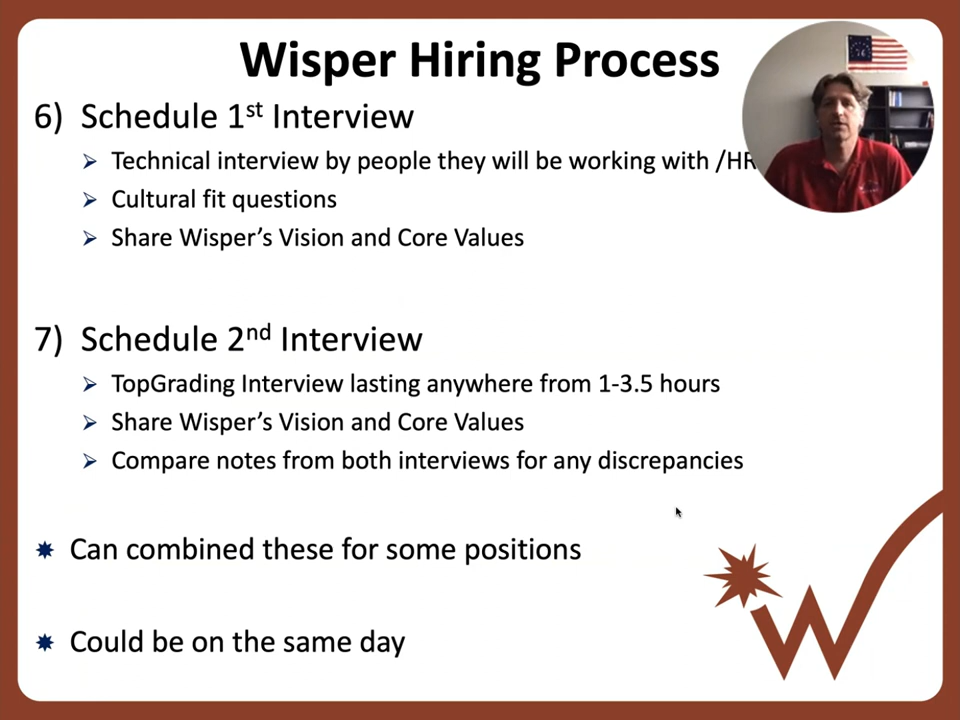 Wisper Hiring Process
6) Schedule 1st Interview
➢ Technical interview by people they will be working with /HR
➢ Cultural fit questions
➢ Share Wisper’s Vision and Core Values
7) Schedule 2nd Interview
➢ TopGrading Interview lasting anywhere from 1-3.5 hours
➢ Share Wisper’s Vision and Core Values
➢ Compare notes from both interviews for any discrepancies
Can combined these for some positions
Could be on the same day
W